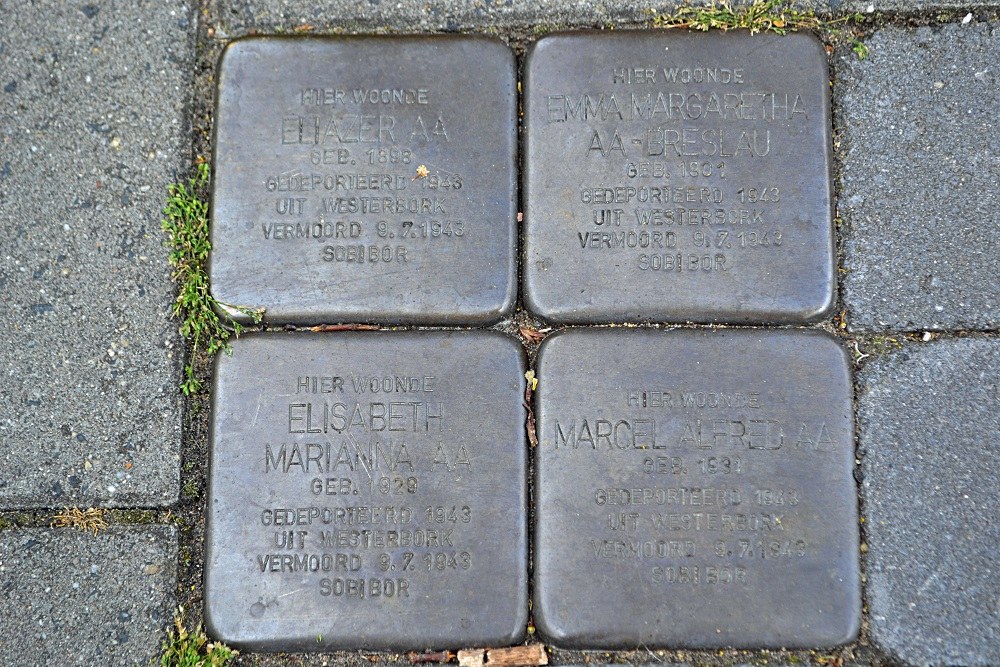 HIER WOONDE
ELIAZER AA
GEB. 1898
GEDEPORTEERD 1943
UIT WESTERBORK
VERMOORD 9.7.1943
SOBIBOR
HIER WOONDE
EMMA MARGARETHA
AA-BRESLAU
GEB. 1901
GEDEPORTEERD 1943
UIT WESTERBORK
VERMOORD 9.7.1943
SOBIBOR
HIER WOONDE
ELISABETH
MARIANNA AA
GEB. 1929
GEDEPORTEERD 1943
UIT WESTERBORK
VERMOORD 9.7.1943
SOBIBOR
HIER WOONDE
MARCEL ALFRED AA
GEB. 1931
GEDEPORTEERD 1943
UIT WESTERBORK
VERMOORD 9.7.1943
SOBIBOR